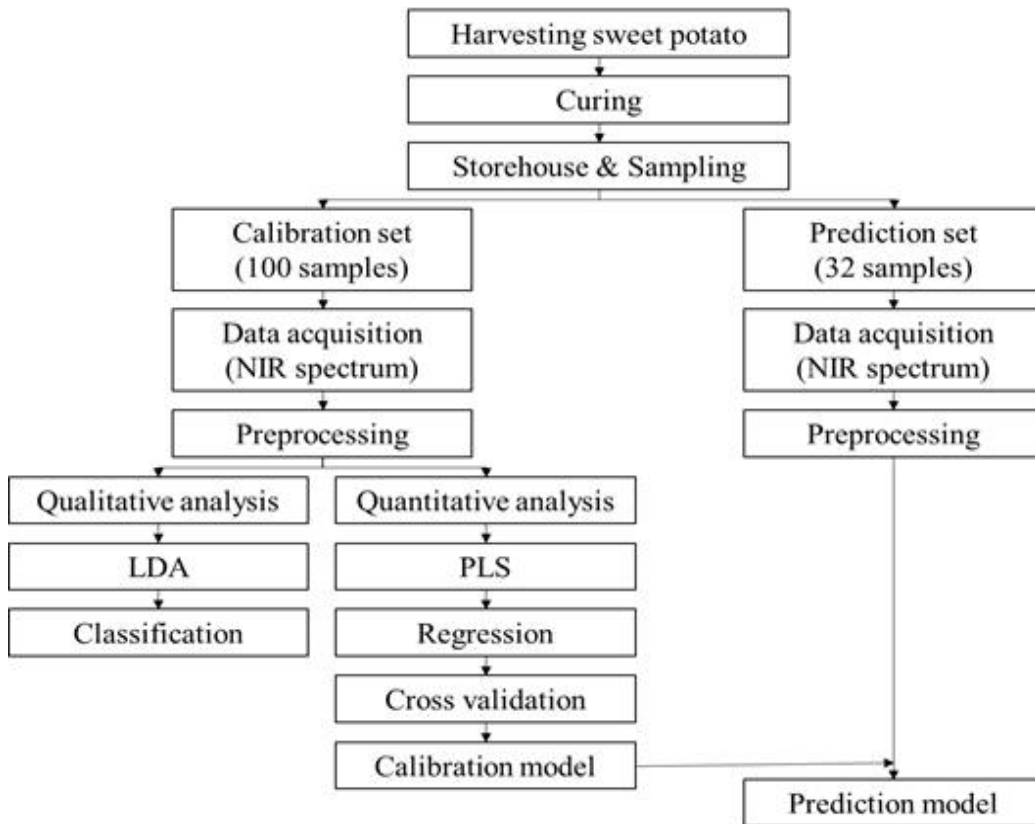 Harvesting sweet potato
Curing
Storehouse & Sampling
Calibration set
(100 samples)
Prediction set
(32 samples)
Data acquisition
(NIR spectrum)
Data acquisition
(NIR spectrum)
Preprocessing
Preprocessing
Qualitative analysis
Quantitative analysis
LDA
PLS
Classification
Regression
Cross validation
Calibration model
Prediction model